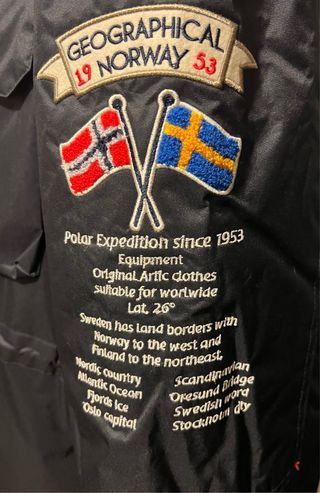 GEOGRAPHICAL
NORWAY
19 53
Polar Expedition since 1953
Equipment
Original Artic clothes
suitable for worlwide
Lat. 26°
Sweden has land borders with
Norway to the west and
Finland to the northeast.
Nordic country
Atlantic Ocean
Fjords Ice
Oslo capital
Scandinavian
Oresund Bridge
Swedish worq
Stockholm city